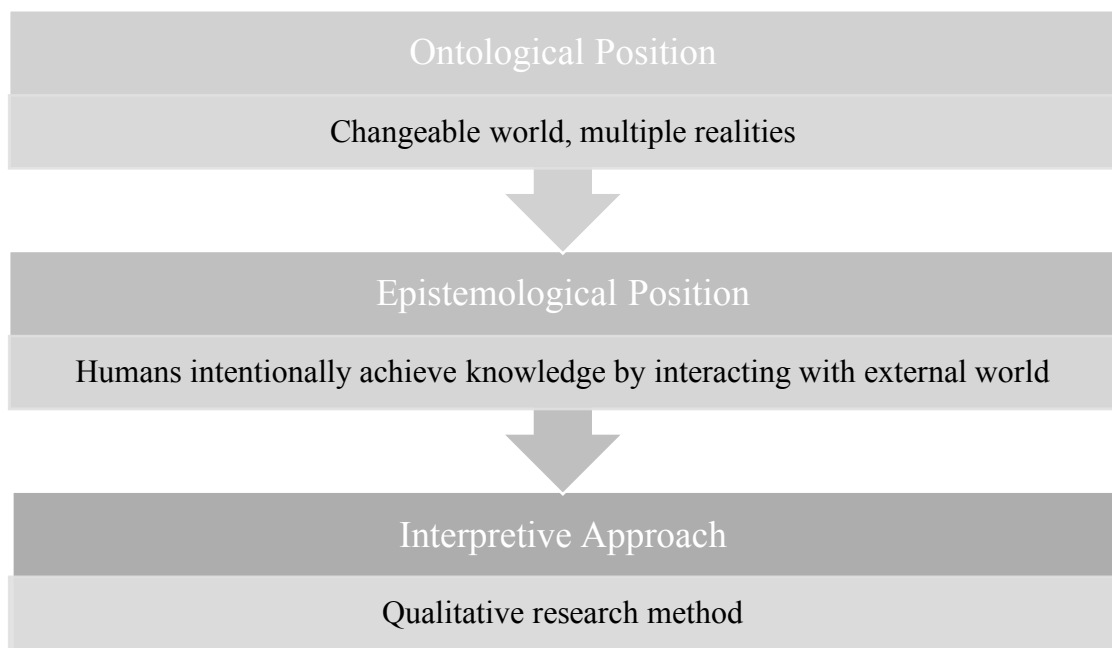 Ontological Position
Changeable world, multiple realities
Epistemological Position
Humans intentionally achieve knowledge by interacting with external world
Interpretive Approach
Qualitative research method